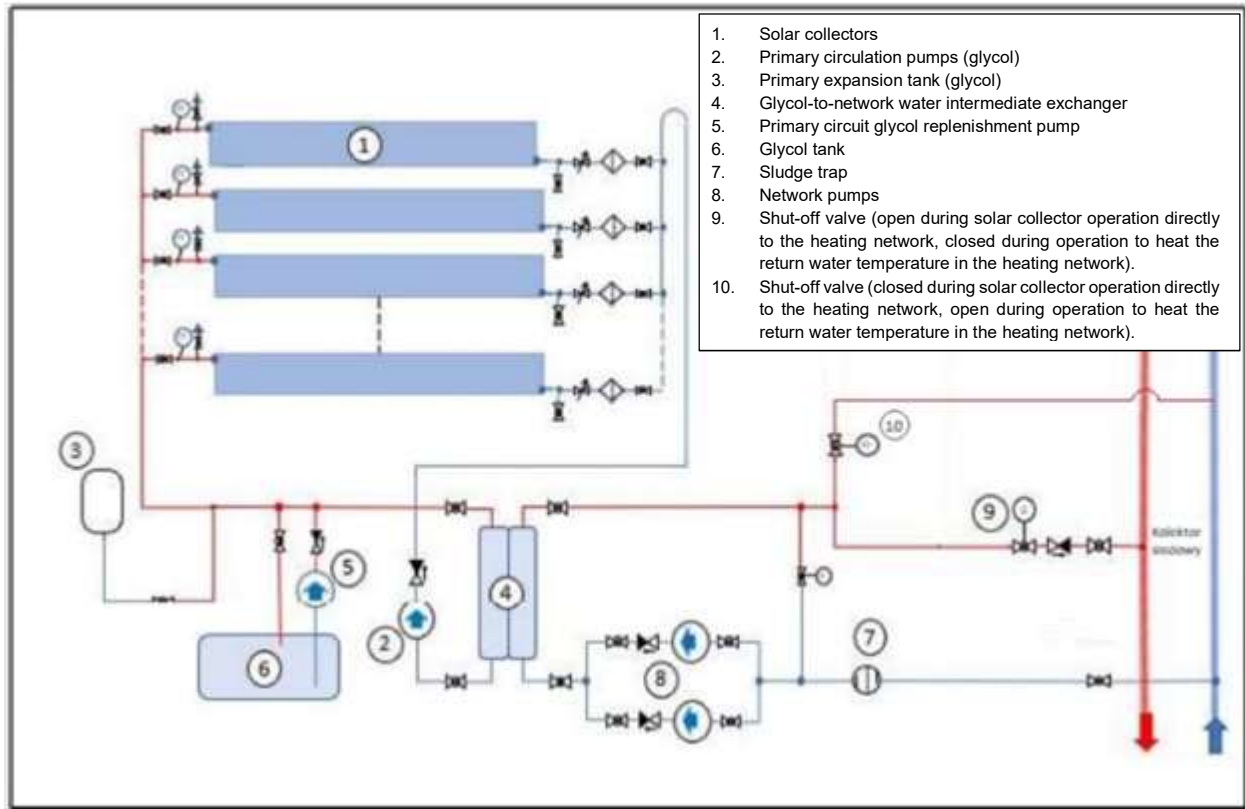 1. Solar collectors
2. Primary circulation pumps (glycol)
3. Primary expansion tank (glycol)
4. Glycol-to-network water intermediate exchanger
5. Primary circuit glycol replenishment pump
6. Glycol tank
7. Sludge trap
8. Network pumps
9. Shut-off valve (open during solar collector operation directly
to the heating network, closed during operation to heat the
return water temperature in the heating network).
10. Shut-off valve (closed during solar collector operation directly
to the heating network, open during operation to heat the
return water temperature in the heating network).
1
3
10
9
Kolektor
sieciowy
5
4
2
7
6
8